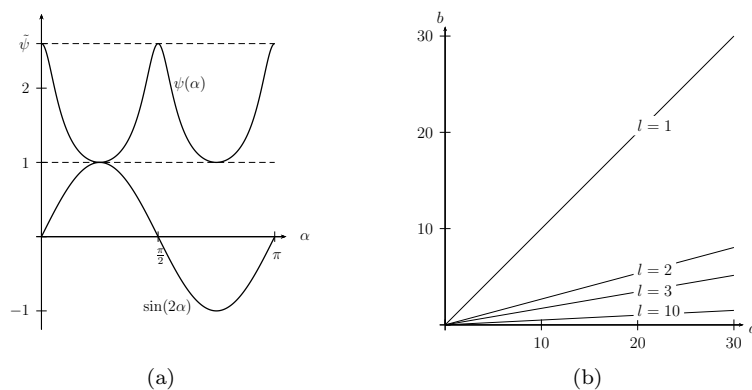 ψ̃
2
1
−1
ψ(α)
sin(2α)
π/2
π
α
(a)
b
30
20
10
l = 1
l = 2
l = 3
l = 10
10
20
30
(b)